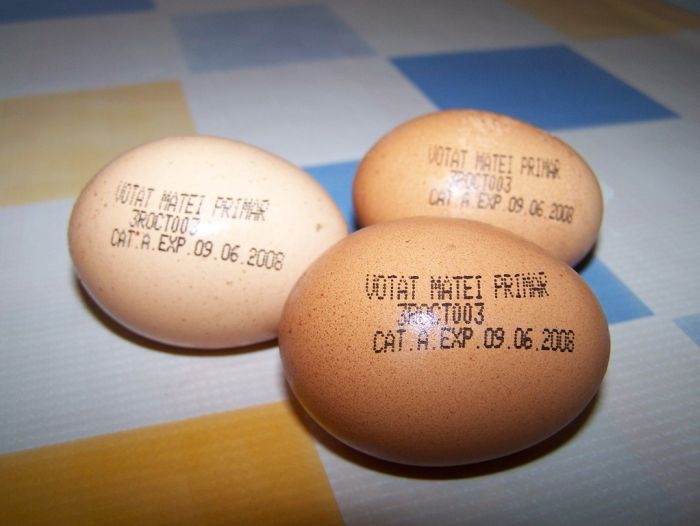 VOTAT MATEI PRIMAR
3ROCT003
CAT.A.EXP.09.06.2008
VOTAT MATEI PRIMAR
3ROCT003
CAT.A.EXP.09.06.2008
VOTAT MATEI PRIMAR
3ROCT003
CAT.A.EXP.09.06.2008